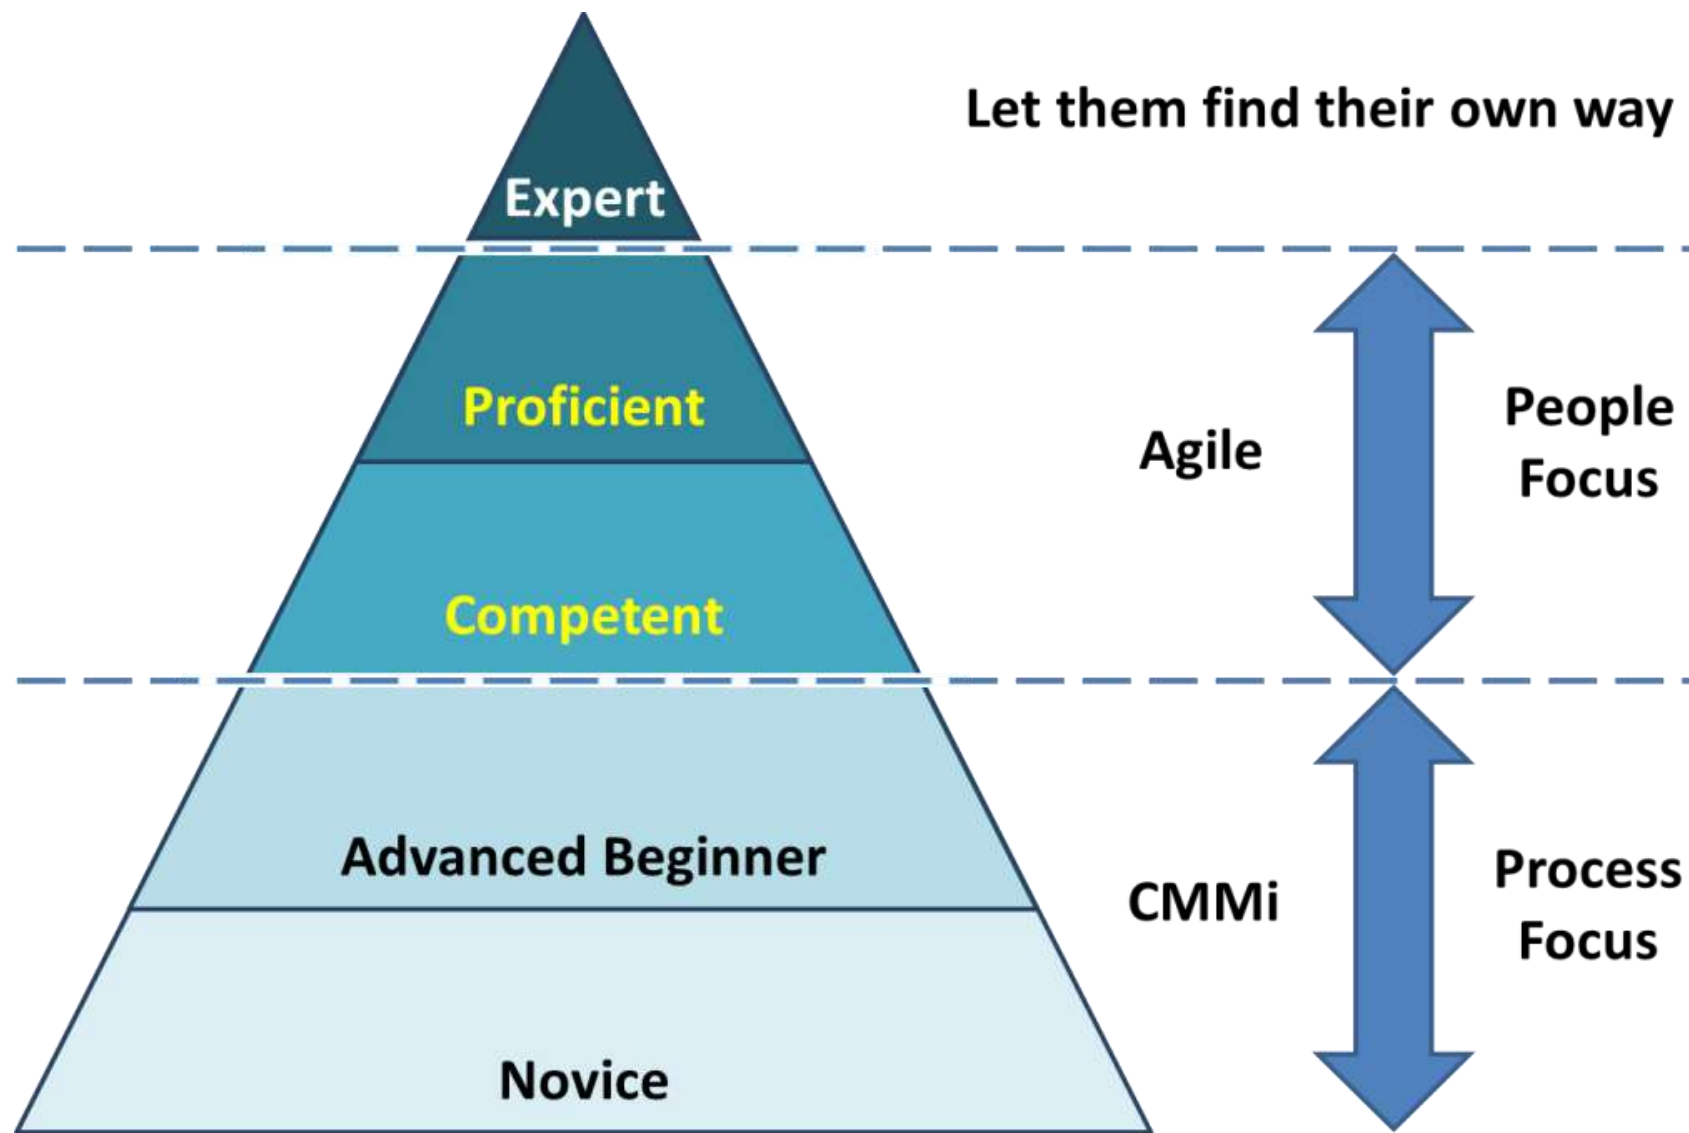 Let them find their own way
Expert
Proficient
Agile
People
Focus
Competent
Advanced Beginner
CMMi
Process
Focus
Novice